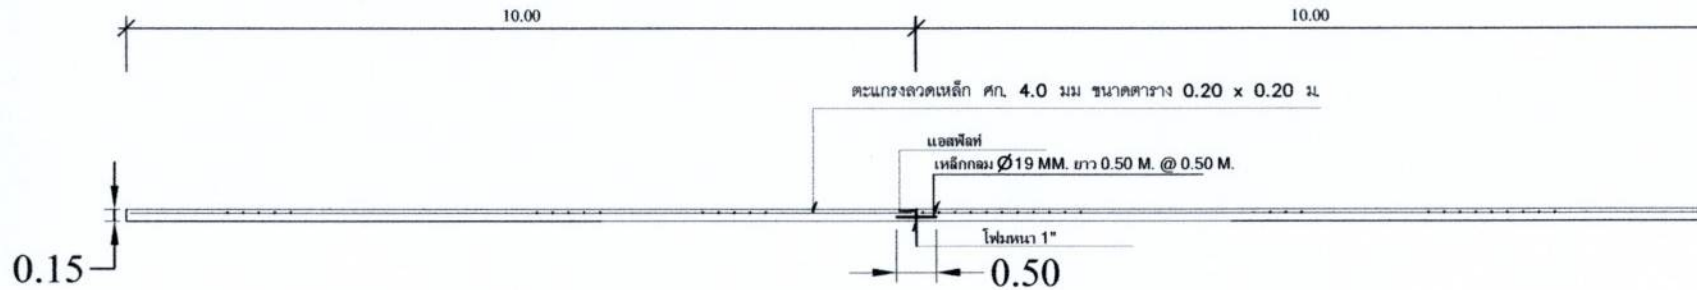 10.00 10.00
ตะแกรงลวดเหล็ก ศก. 4.0 มม ขนาดตาราง 0.20 x 0.20 ม.
แอสฟัลท่
เหล็กกลม Ø19 MM. ยาว 0.50 M. @ 0.50 M.
โฟมหนา 1"
0.15 0.50